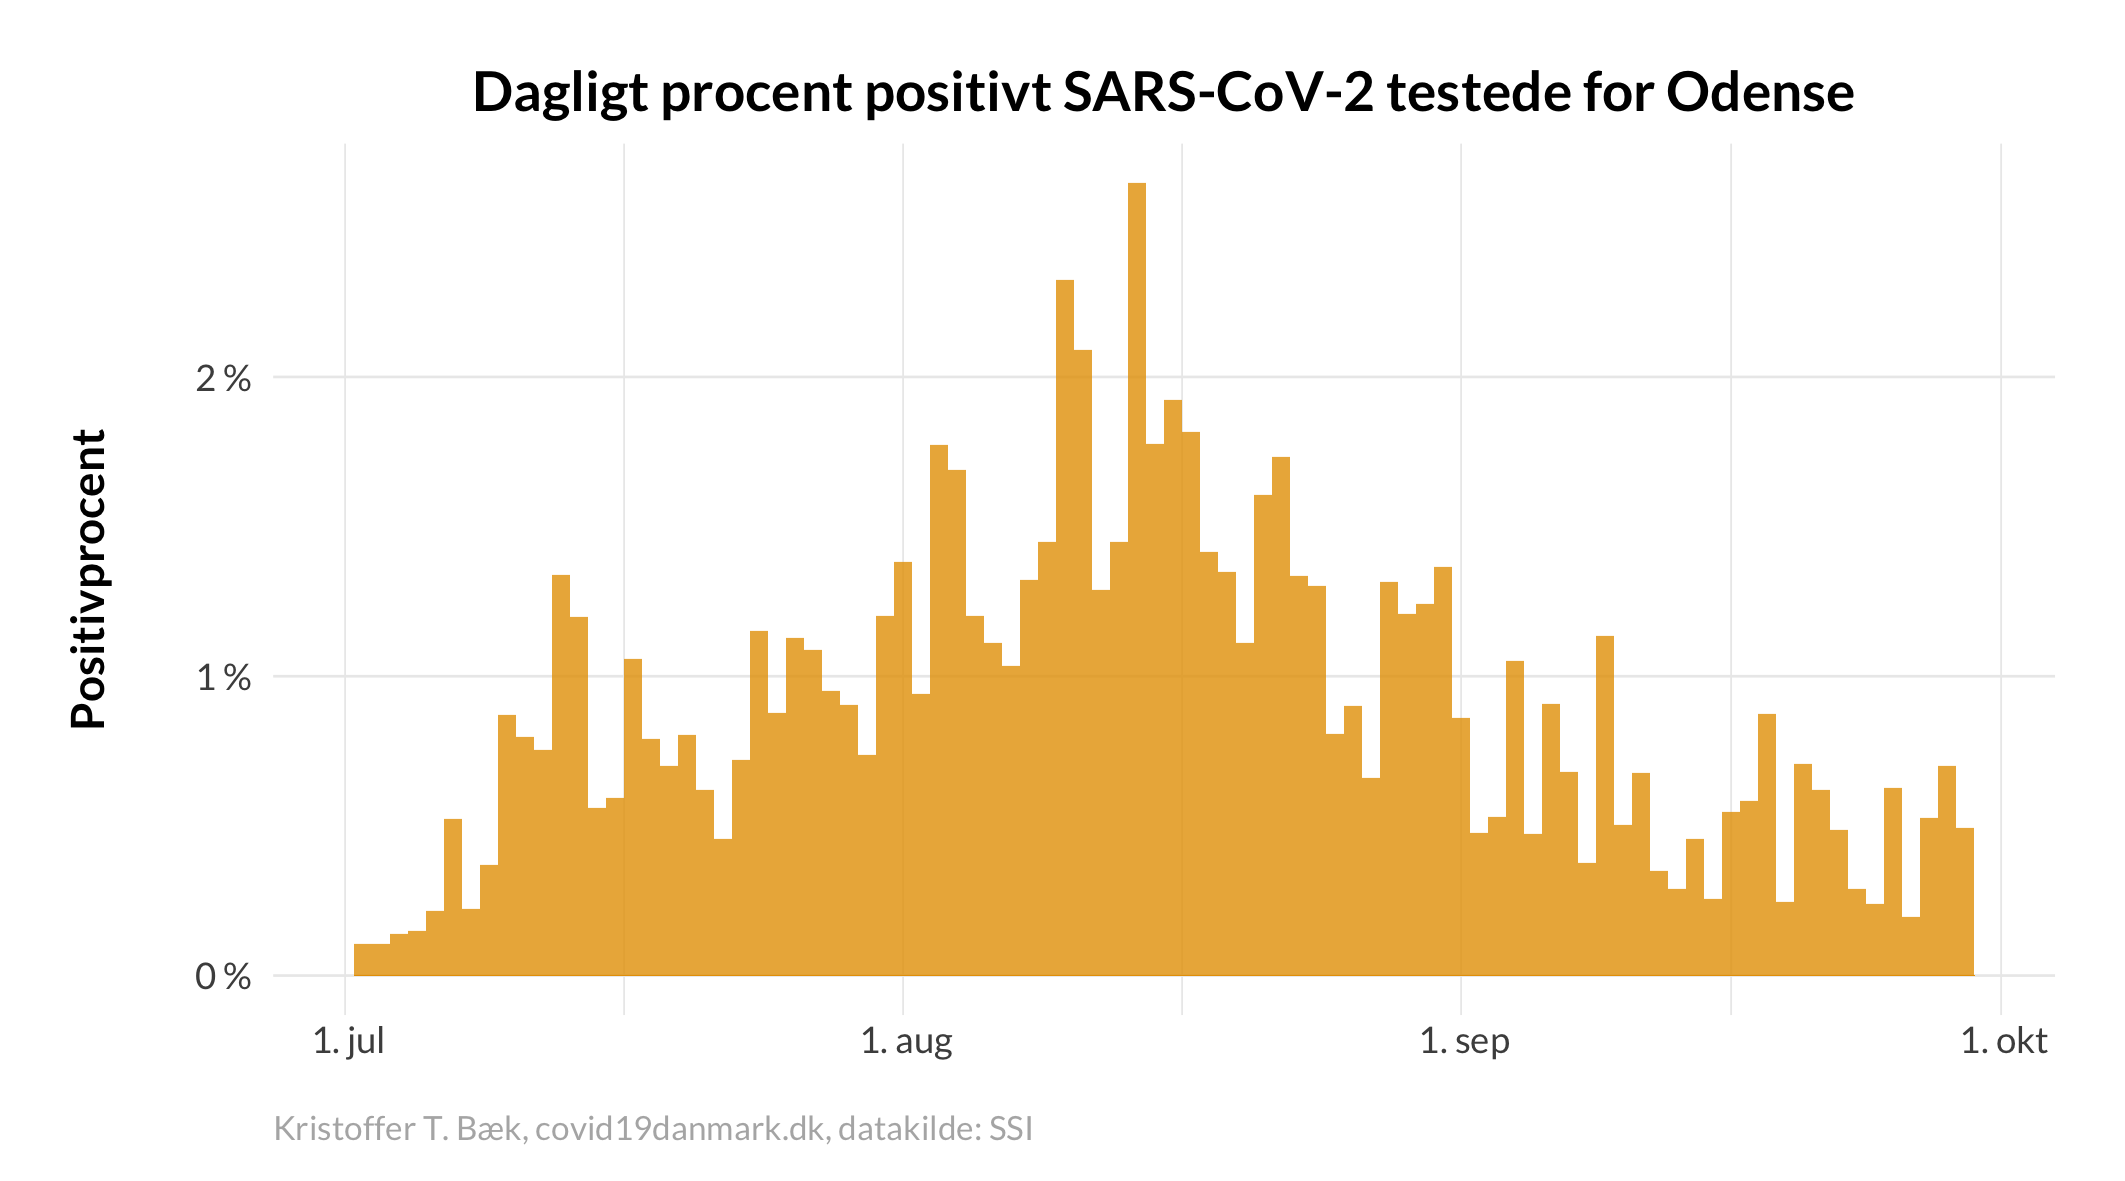 Dagligt procent positivt SARS-CoV-2 testede for Odense
Positivprocent
2 %
1 %
0 %
1. jul
1. aug
1. sep
1. okt
Kristoffer T. Bæk, covid19danmark.dk, datakilde: SSI